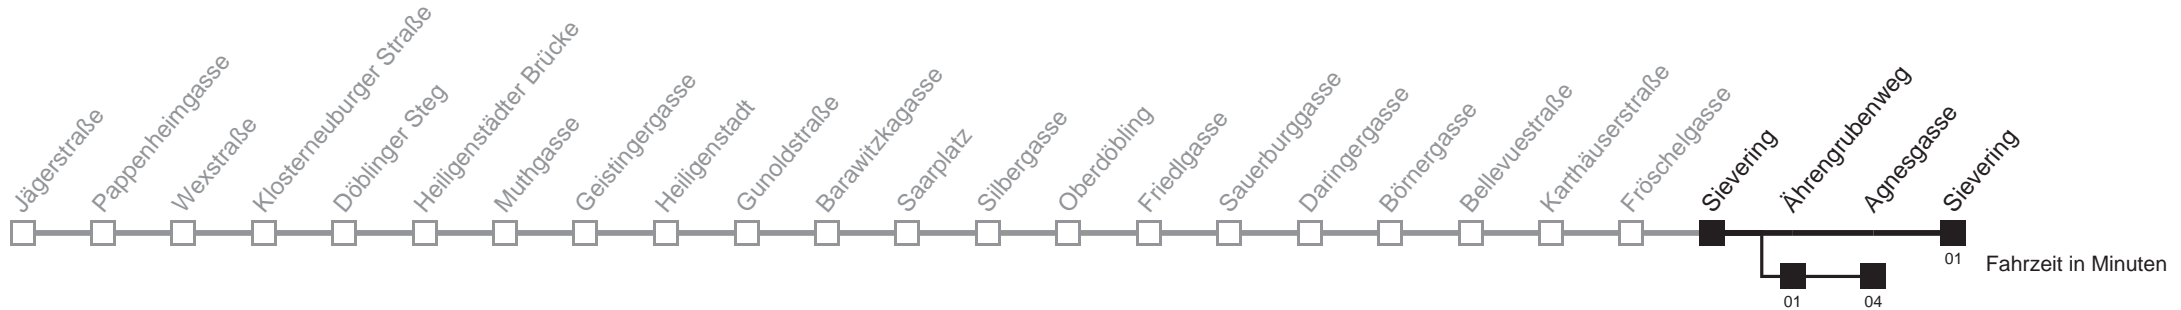 Jägerstraße
Pappenheimgasse
Wexstraße
Klosterneuburger Straße
Döblinger Steg
Heiligenstädter Brücke
Muthgasse
Geistingergasse
Heiligenstadt
Gunoldstraße
Barawitzkagasse
Saarplatz
Silbergasse
Oberdöbling
Friedlgasse
Sauerburggasse
Daringergasse
Börnergasse
Bellevuestraße
Karthäuserstraße
Fröschelgasse
Sievering
Ährengrubenweg
Agnesgasse
Sievering
01
Fahrzeit in Minuten
01
04